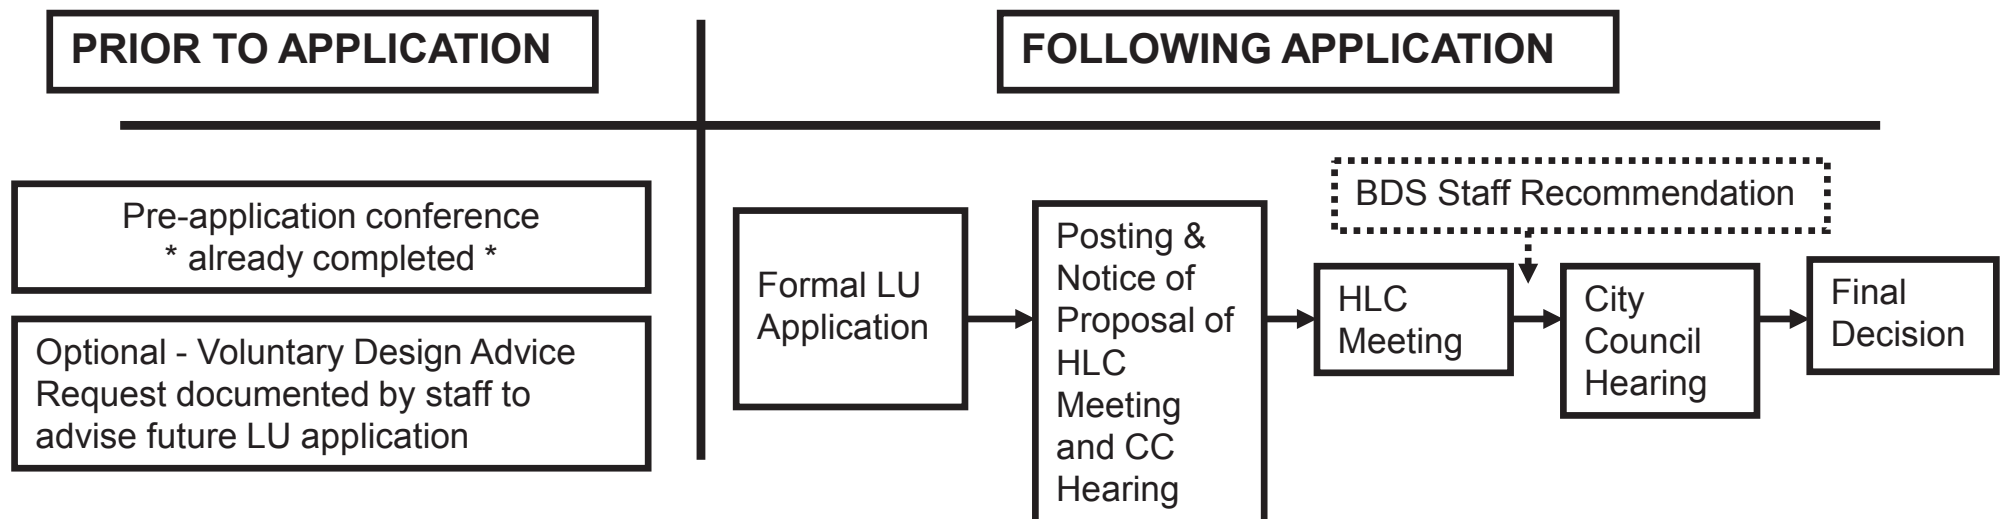 PRIOR TO APPLICATION
FOLLOWING APPLICATION
Pre-application conference
* already completed *
Optional - Voluntary Design Advice
Request documented by staff to
advise future LU application
Formal LU
Application
Posting &
Notice of
Proposal of
HLC
Meeting
and CC
Hearing
BDS Staff Recommendation
HLC
Meeting
City
Council
Hearing
Final
Decision